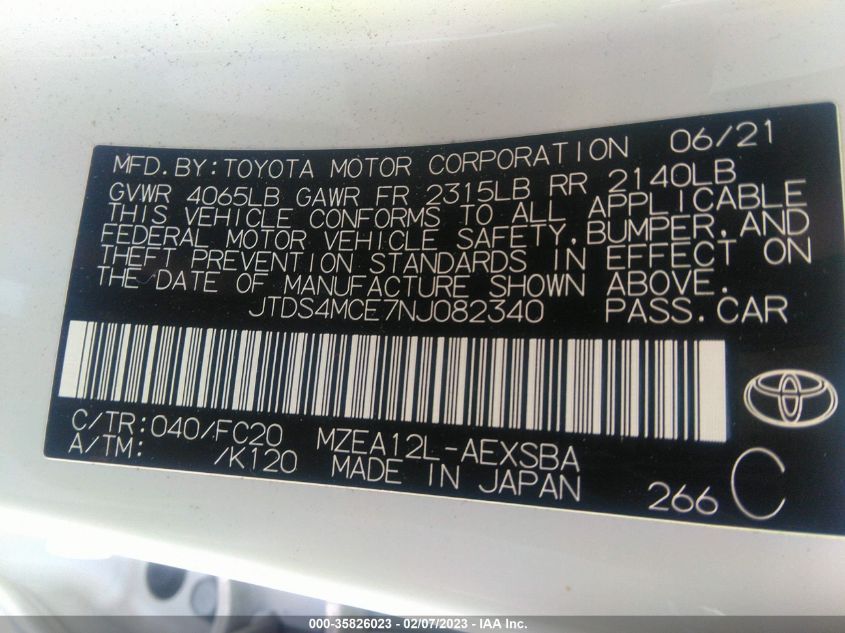 MFD.BY:TOYOTA MOTOR CORPORATION 06/21
GVWR 4065LB GAWR FR 2315LB RR 2140LB
THIS VEHICLE CONFORMS TO ALL APPLICABLE
FEDERAL MOTOR VEHICLE SAFETY,BUMPER,AND
THEFT PREVENTION STANDARDS IN EFFECT ON
THE DATE OF MANUFACTURE SHOWN ABOVE.
JTDS4MCE7NJ082340 PASS.CAR
C/TR:040/FC20 MZEA12L-AEXSBA
A/TM: /K120 MADE IN JAPAN
266 C
000-35826023 — 02/07/2023 — IAA Inc.